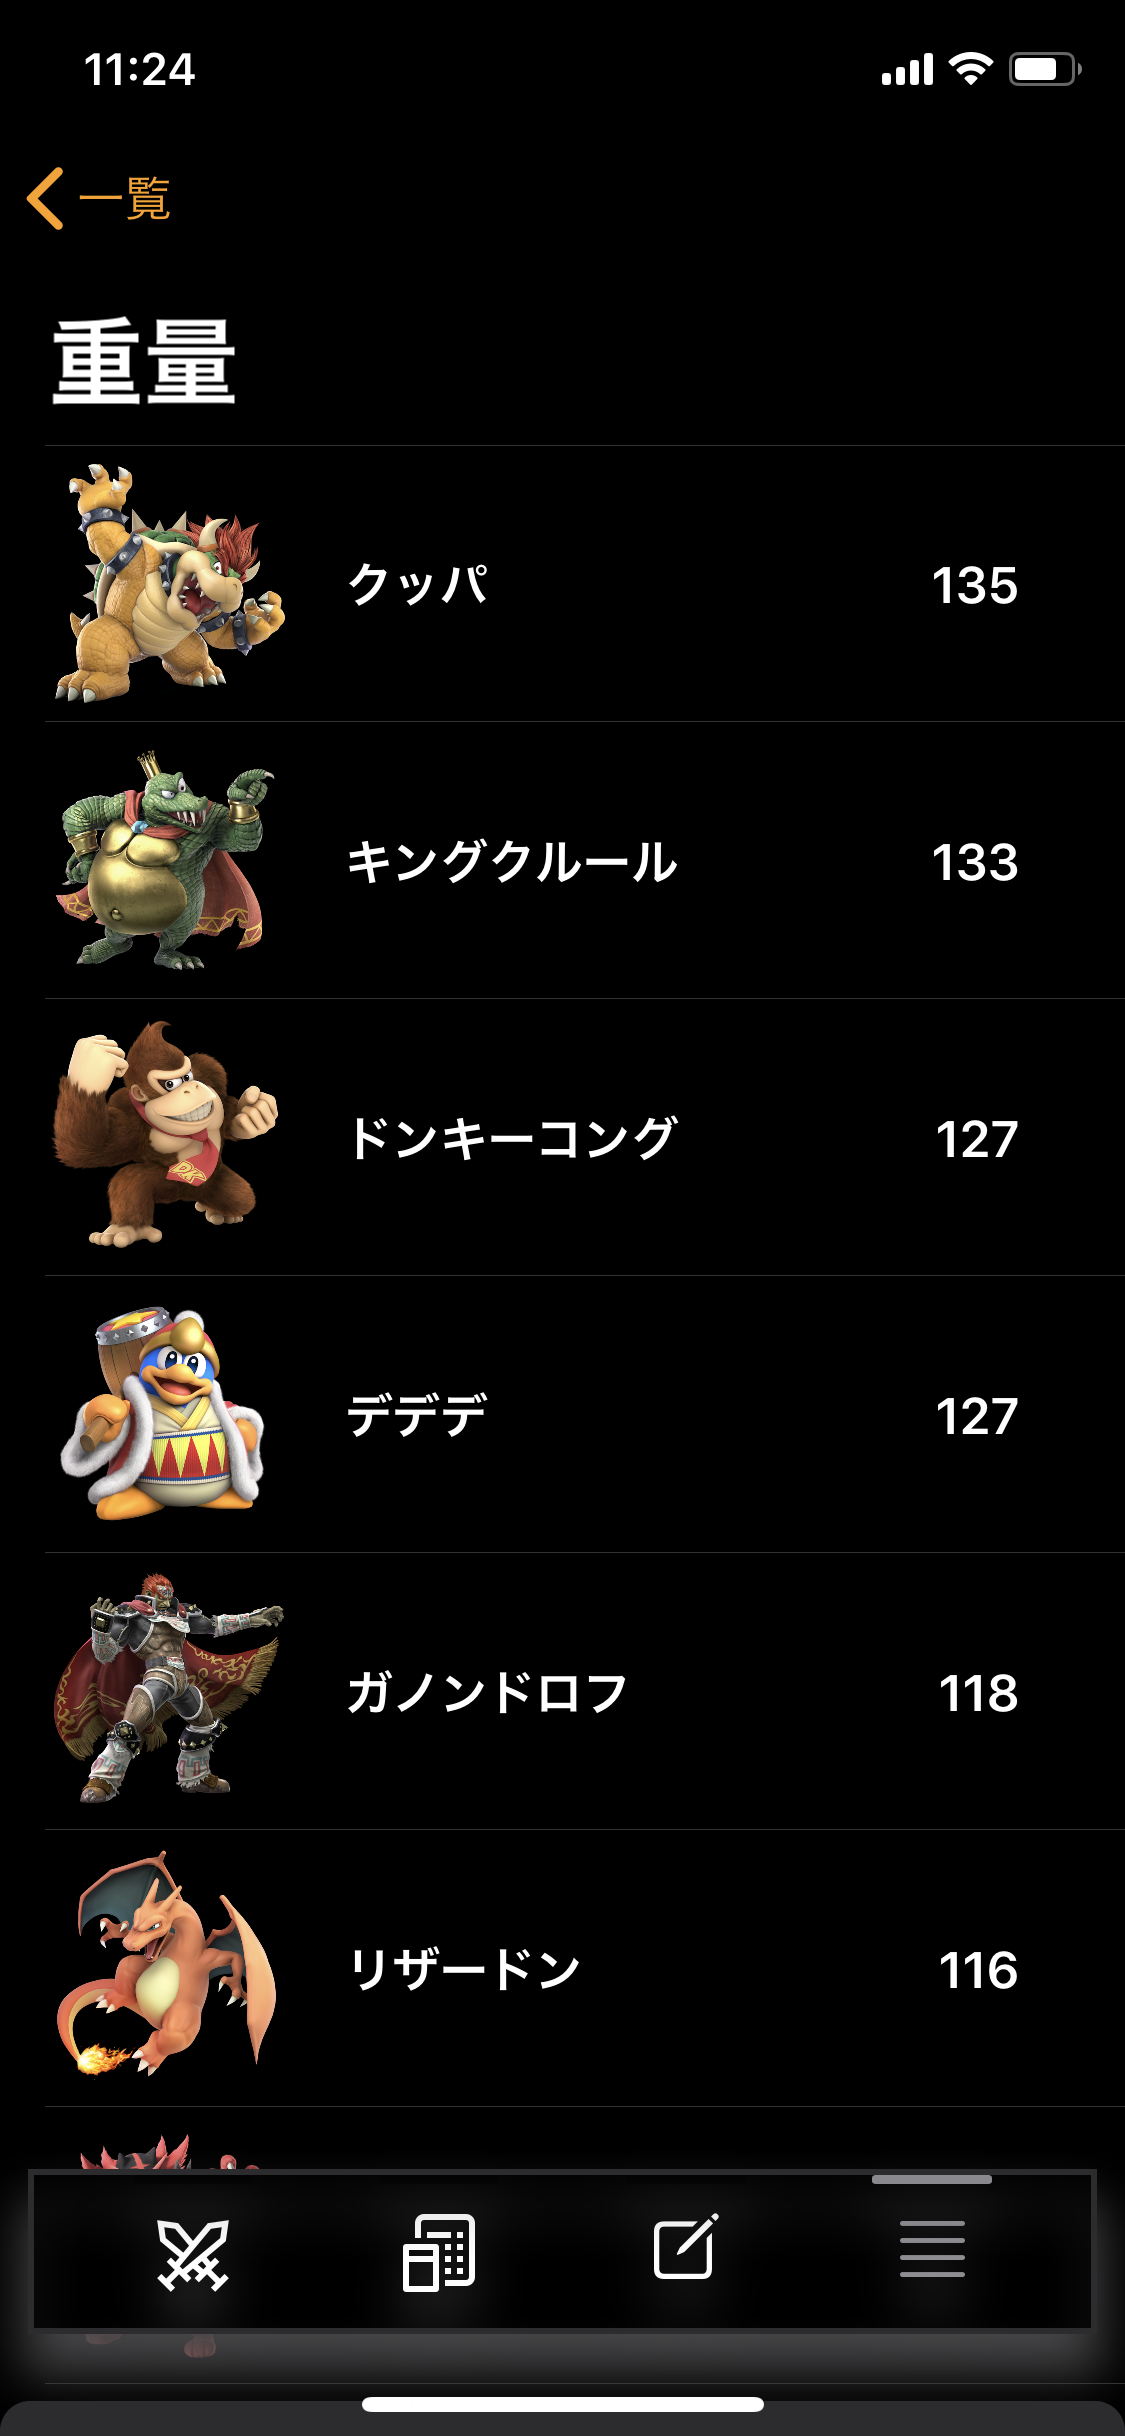 11:24
一覧
重量
クッパ 135
キングクルール 133
ドンキーコング 127
DK
デデデ 127
ガノンドロフ 118
リザードン 116